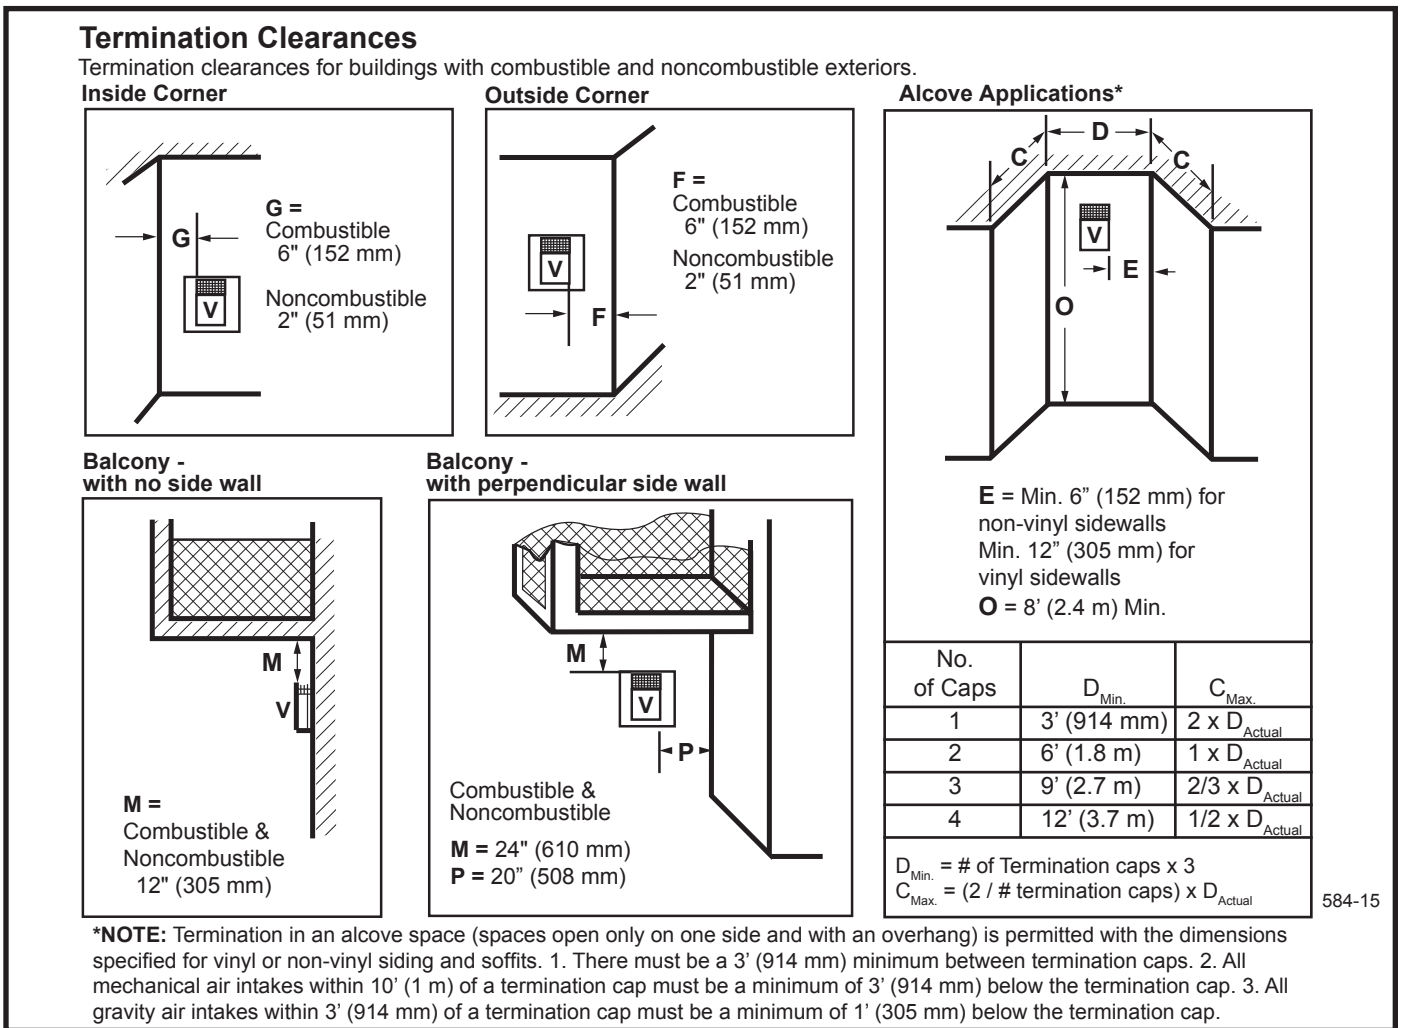 Termination Clearances
Termination clearances for buildings with combustible and noncombustible exteriors.
Inside Corner
G
V
G =
Combustible
6" (152 mm)
Noncombustible
2" (51 mm)
Outside Corner
V
F
F =
Combustible
6" (152 mm)
Noncombustible
2" (51 mm)
Alcove Applications*
D
C
C
V
E
O
E = Min. 6” (152 mm) for
non-vinyl sidewalls
Min. 12” (305 mm) for
vinyl sidewalls
O = 8’ (2.4 m) Min.
No.
of Caps D Min. C Max.
1 3’ (914 mm) 2 x D Actual
2 6’ (1.8 m) 1 x D Actual
3 9’ (2.7 m) 2/3 x D Actual
4 12’ (3.7 m) 1/2 x D Actual
D Min. = # of Termination caps x 3
C Max. = (2 / # termination caps) x D Actual
584-15
Balcony -
with no side wall
M
V
M =
Combustible &
Noncombustible
12" (305 mm)
Balcony -
with perpendicular side wall
M
V
P
Combustible &
Noncombustible
M = 24" (610 mm)
P = 20” (508 mm)
*NOTE: Termination in an alcove space (spaces open only on one side and with an overhang) is permitted with the dimensions
specified for vinyl or non-vinyl siding and soffits. 1. There must be a 3’ (914 mm) minimum between termination caps. 2. All
mechanical air intakes within 10’ (1 m) of a termination cap must be a minimum of 3’ (914 mm) below the termination cap. 3. All
gravity air intakes within 3’ (914 mm) of a termination cap must be a minimum of 1’ (305 mm) below the termination cap.